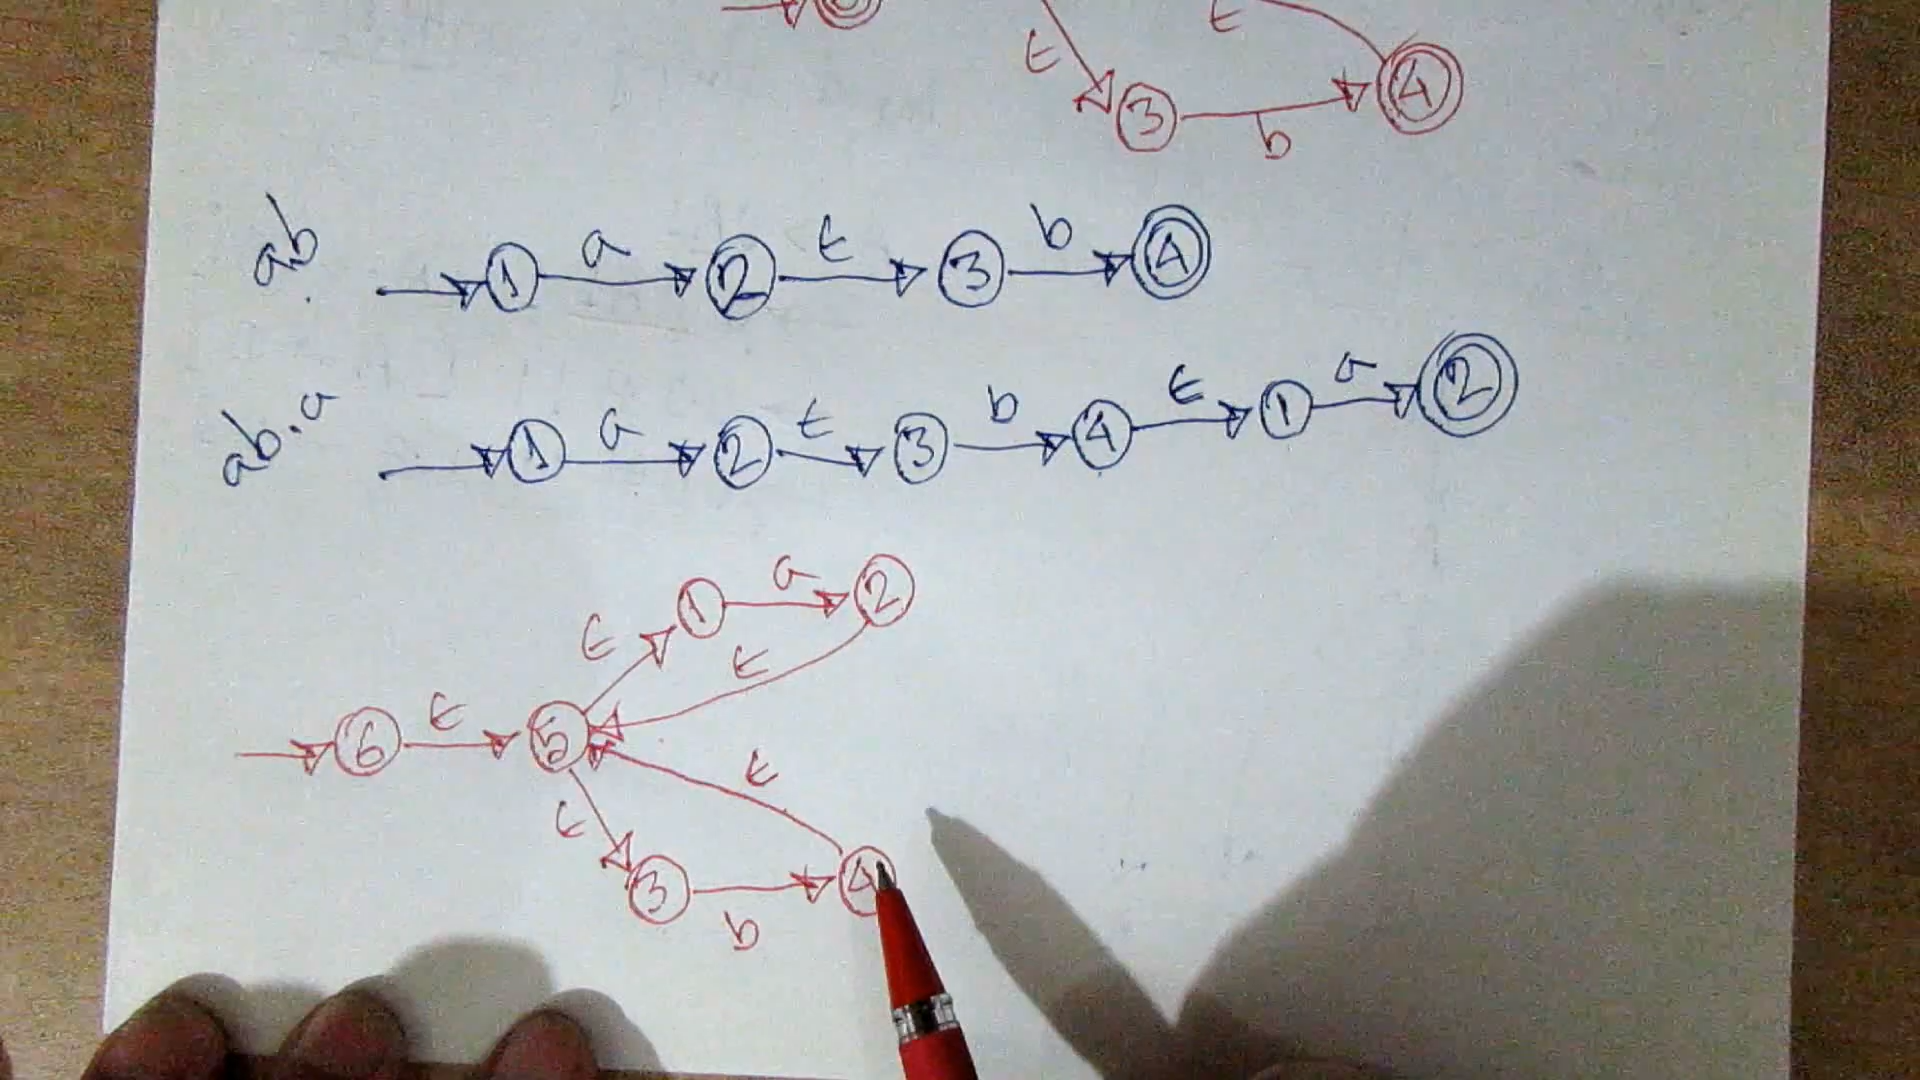 ε ε
3 b 4
ab 1 a 2 ε 3 b 4
ab.a 1 a 2 ε 3 b 4 ε 1 a 2
1 a 2
ε ε
6 ε 5
ε ε
3 b 4